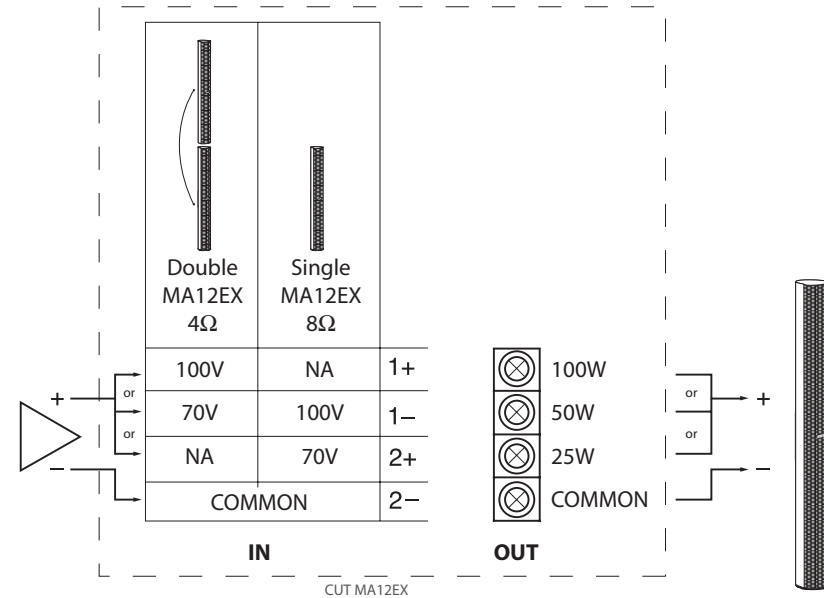 Double
MA12EX
4Ω
Single
MA12EX
8Ω
100V NA 1+
70V 100V 1–
NA 70V 2+
COMMON 2–
+
or
or
–
IN
100W
50W
25W
COMMON
OUT
or
or
+
–
CUT MA12EX